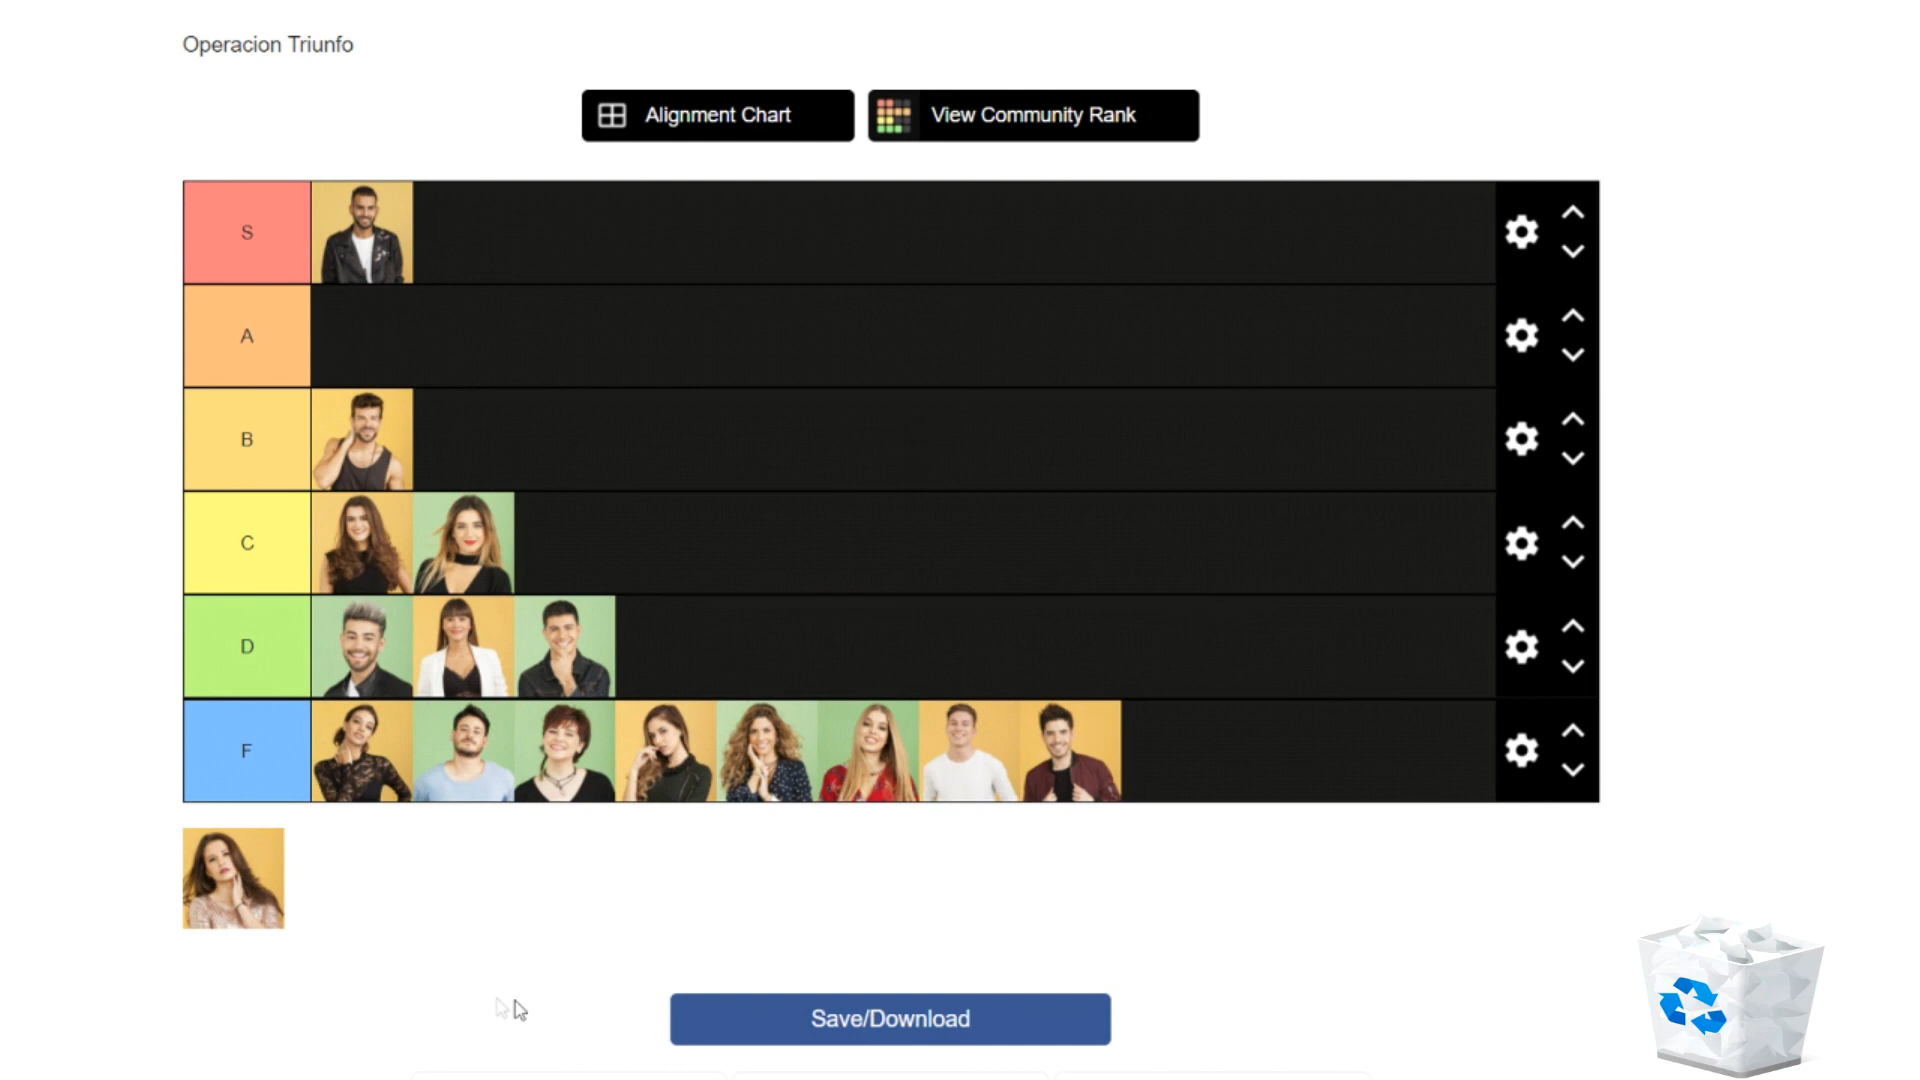 Operacion Triunfo
Alignment Chart
View Community Rank
S
A
B
C
D
F
Save/Download